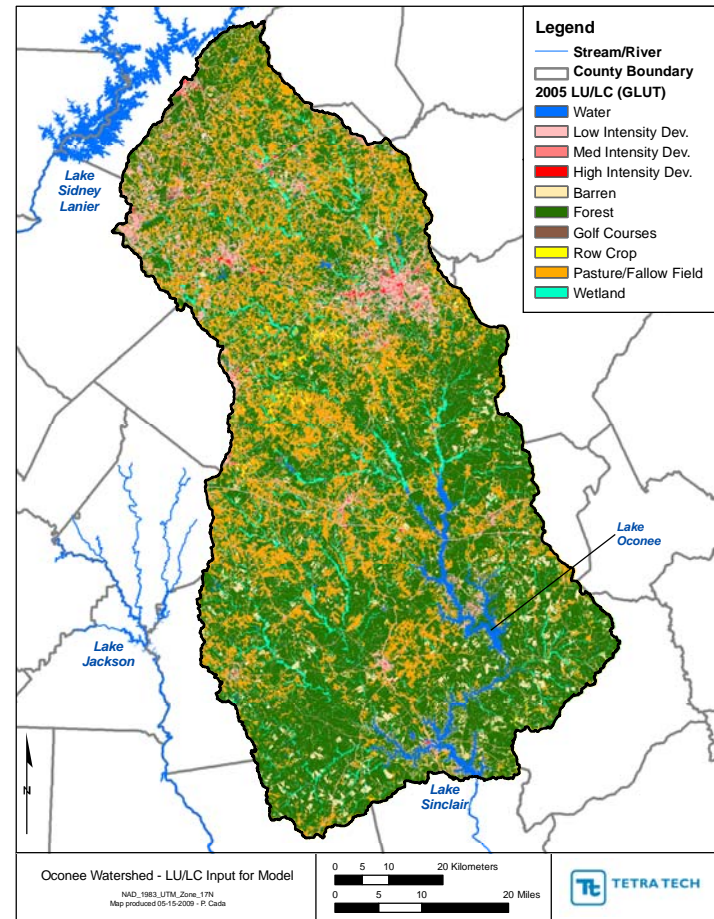 Legend
Stream/River
County Boundary
2005 LU/LC (GLUT)
Water
Low Intensity Dev.
Med Intensity Dev.
High Intensity Dev.
Barren
Forest
Golf Courses
Row Crop
Pasture/Fallow Field
Wetland
Lake
Sidney
Lanier
Lake
Oconee
Lake
Jackson
Lake
Sinclair
N
Oconee Watershed - LU/LC Input for Model
NAD_1983_UTM_Zone_17N
Map produced 05-15-2009 - P. Cada
0 5 10 20 Kilometers
0 5 10 20 Miles
Tt TETRA TECH